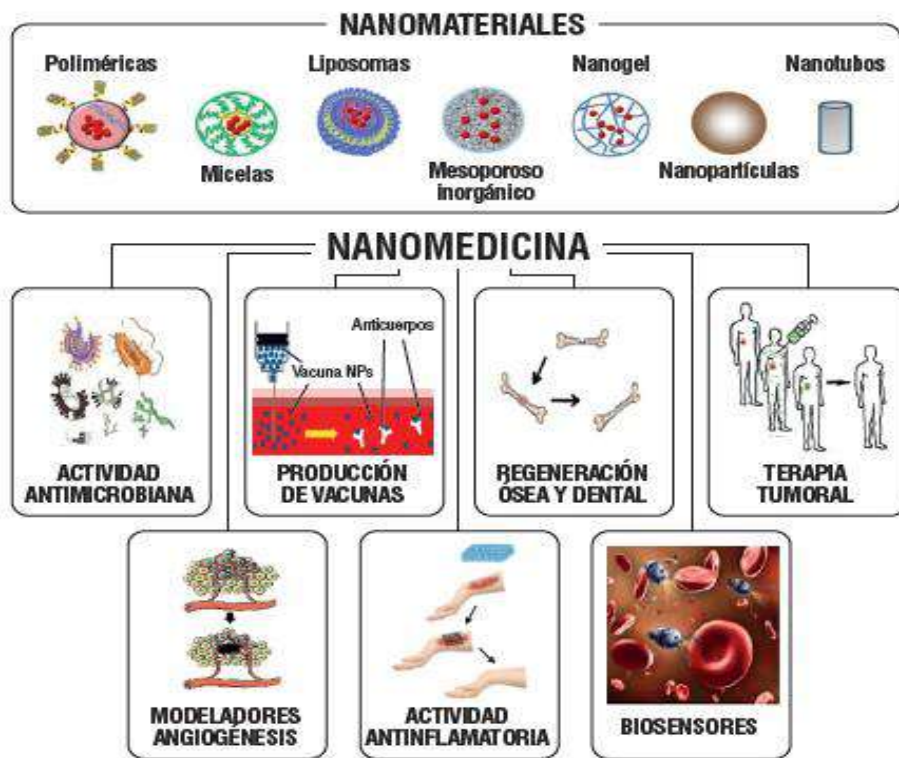 NANOMATERIALES
Poliméricas
Liposomas
Nanogel
Nanotubos
Micelas
Mesoporoso
inorgánico
Nanopartículas
NANOMEDICINA
ACTIVIDAD
ANTIMICROBIANA
Anticuerpos
Vacuna NPs
PRODUCCIÓN
DE VACUNAS
REGENERACIÓN
ÓSEA Y DENTAL
TERAPIA
TUMORAL
MODELADORES
ANGIOGÉNESIS
ACTIVIDAD
ANTINFLAMATORIA
BIOSENSORES